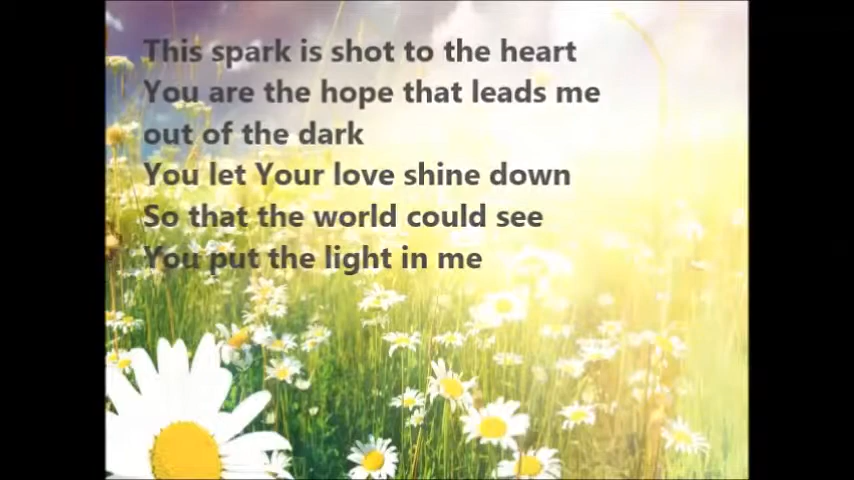 This spark is shot to the heart
You are the hope that leads me
out of the dark
You let Your love shine down
So that the world could see
You put the light in me